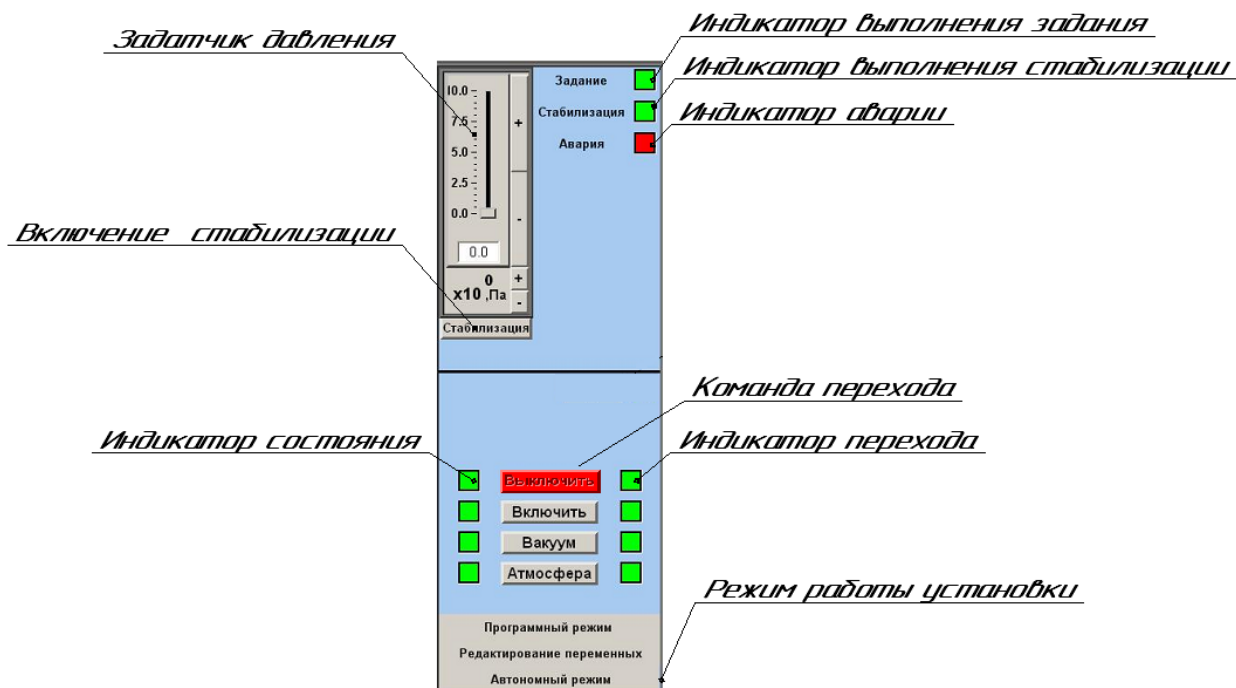 Индикатор выполнения задания
Задатчик давления
Индикатор выполнения стабилизации
Задание
10.0
Стабилизация
Индикатор аварии
7.5
+
Авария
5.0
2.5
0.0
-
Включение стабилизации
0.0
0
+
x10 ,Па
-
Стабилизация
Команда перехода
Индикатор состояния
Индикатор перехода
Выключить
Включить
Вакуум
Атмосфера
Режим работы установки
Программный режим
Редактирование переменных
Автономный режим